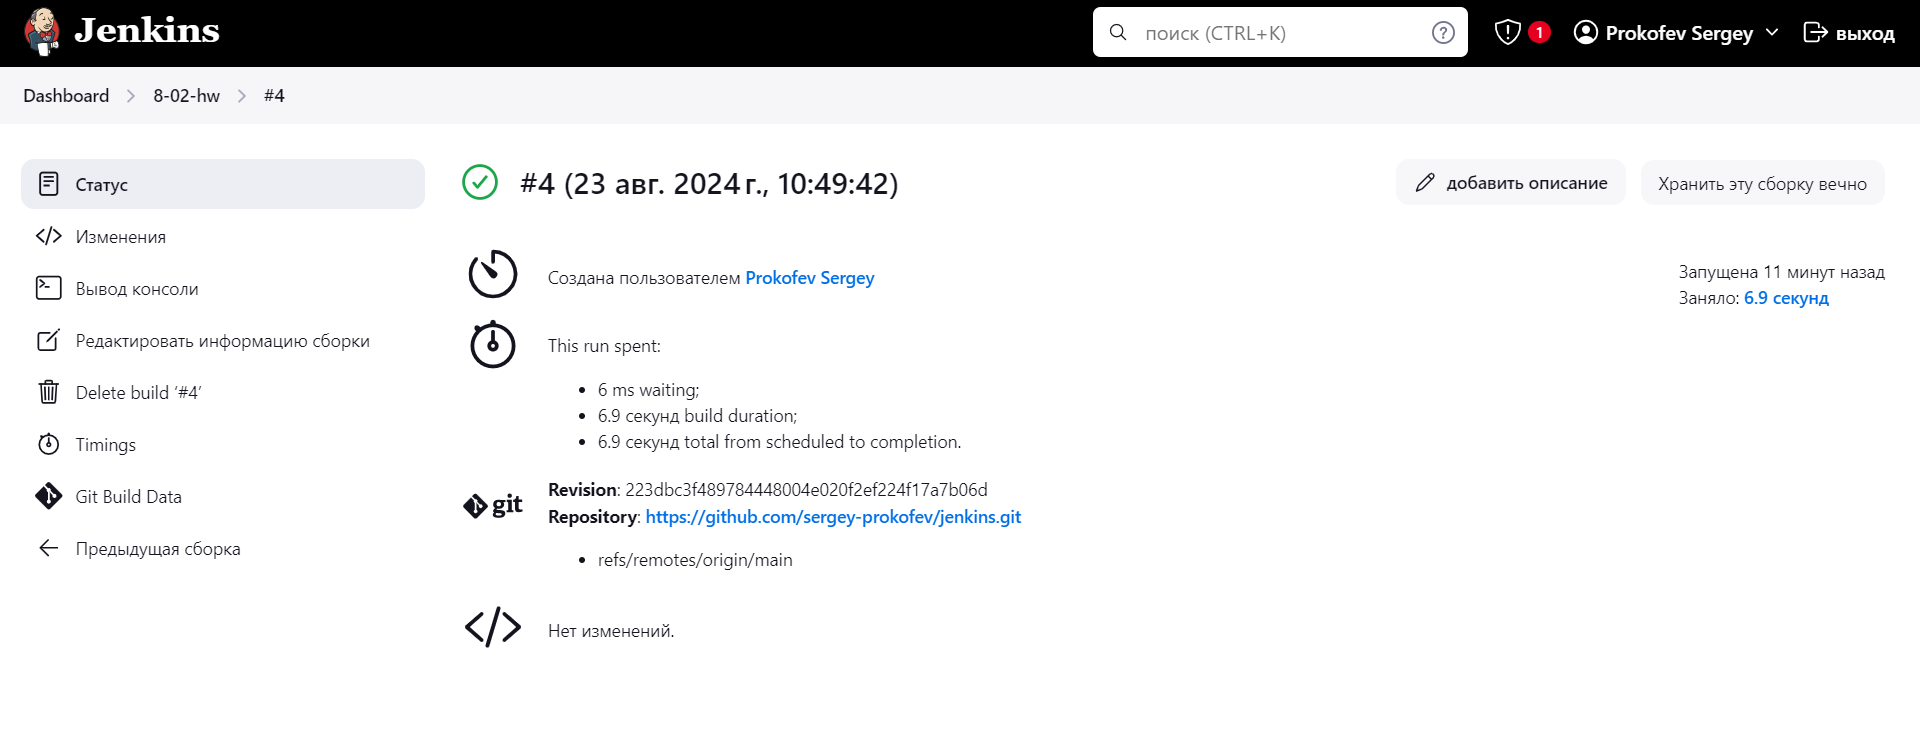 Jenkins
поиск (CTRL+K)
?
1
Prokofev Sergey
выход
Dashboard
8-02-hw
#4
Статус
Изменения
Вывод консоли
Редактировать информацию сборки
Delete build ‘#4’
Timings
Git Build Data
Предыдущая сборка
#4 (23 авг. 2024 г., 10:49:42)
добавить описание
Хранить эту сборку вечно
Создана пользователем Prokofev Sergey
Запущена 11 минут назад
Заняло: 6.9 секунд
This run spent:
6 ms waiting;
6.9 секунд build duration;
6.9 секунд total from scheduled to completion.
git
Revision: 223dbc3f489784448004e020f2ef224f17a7b06d
Repository: https://github.com/sergey-prokofev/jenkins.git
refs/remotes/origin/main
Нет изменений.